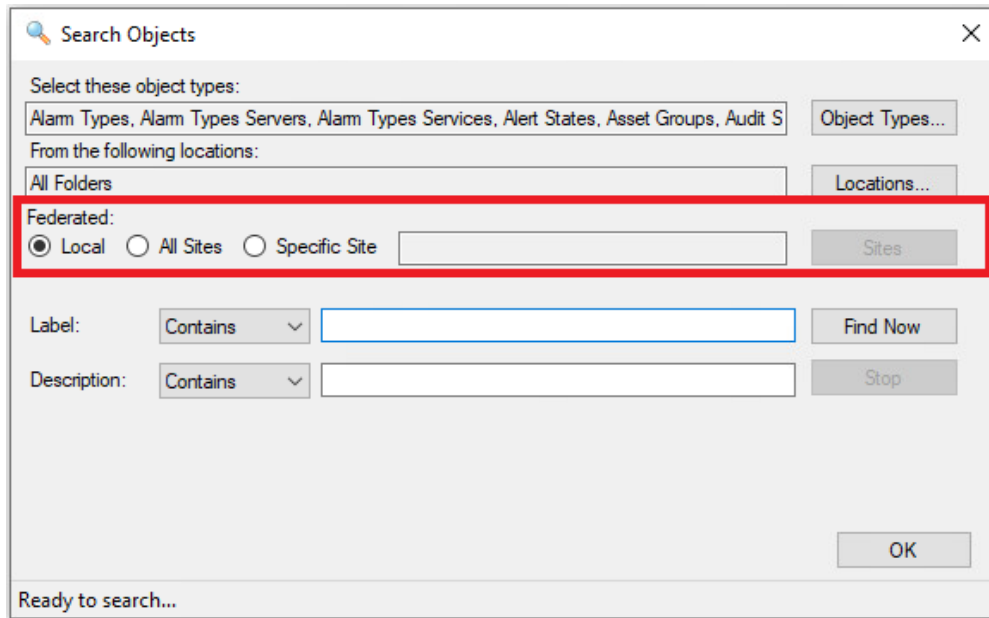 Search Objects
Select these object types:
Alarm Types, Alarm Types Servers, Alarm Types Services, Alert States, Asset Groups, Audit S
Object Types...
From the following locations:
All Folders
Locations...
Federated:
Local All Sites Specific Site Sites
Label: Contains Find Now
Description: Contains Stop
OK
Ready to search...